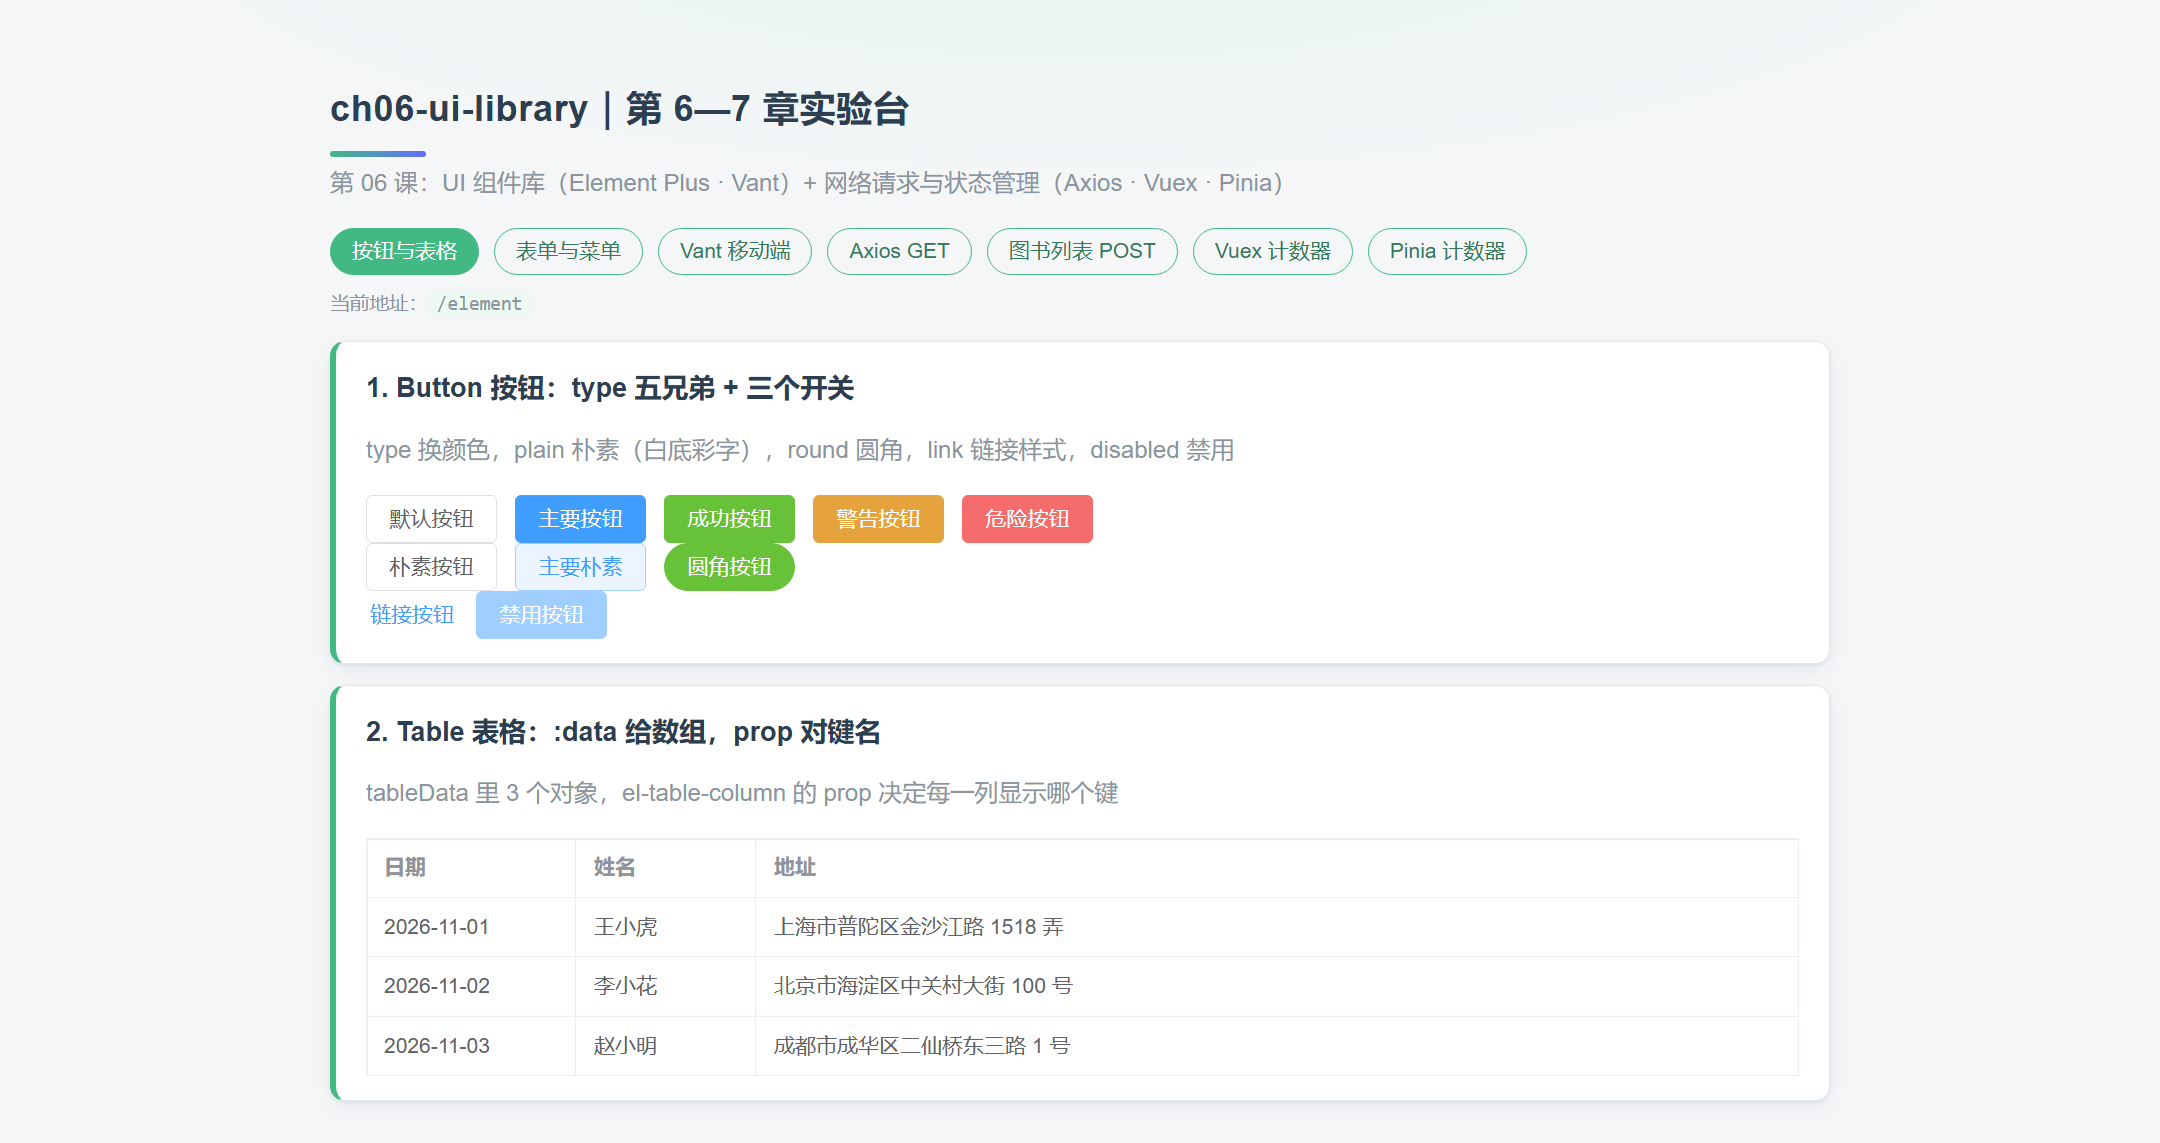 ch06-ui-library | 第 6—7 章实验台
第 06 课：UI 组件库（Element Plus · Vant）+ 网络请求与状态管理（Axios · Vuex · Pinia）
按钮与表格 表单与菜单 Vant 移动端 Axios GET 图书列表 POST Vuex 计数器 Pinia 计数器
当前地址： /element
1. Button 按钮：type 五兄弟 + 三个开关
type 换颜色，plain 朴素（白底彩字），round 圆角，link 链接样式，disabled 禁用
默认按钮 主要按钮 成功按钮 警告按钮 危险按钮
朴素按钮 主要朴素 圆角按钮
链接按钮 禁用按钮
2. Table 表格：:data 给数组，prop 对键名
tableData 里 3 个对象，el-table-column 的 prop 决定每一列显示哪个键
日期 姓名 地址
2026-11-01 王小虎 上海市普陀区金沙江路 1518 弄
2026-11-02 李小花 北京市海淀区中关村大街 100 号
2026-11-03 赵小明 成都市成华区二仙桥东三路 1 号